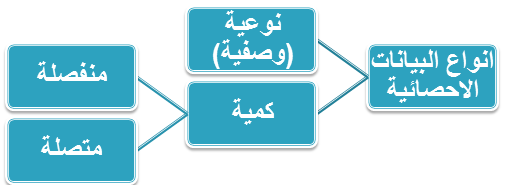 انواع البيانات
الاحصائية
نوعية
(وصفية)
كمية
منفصلة
متصلة